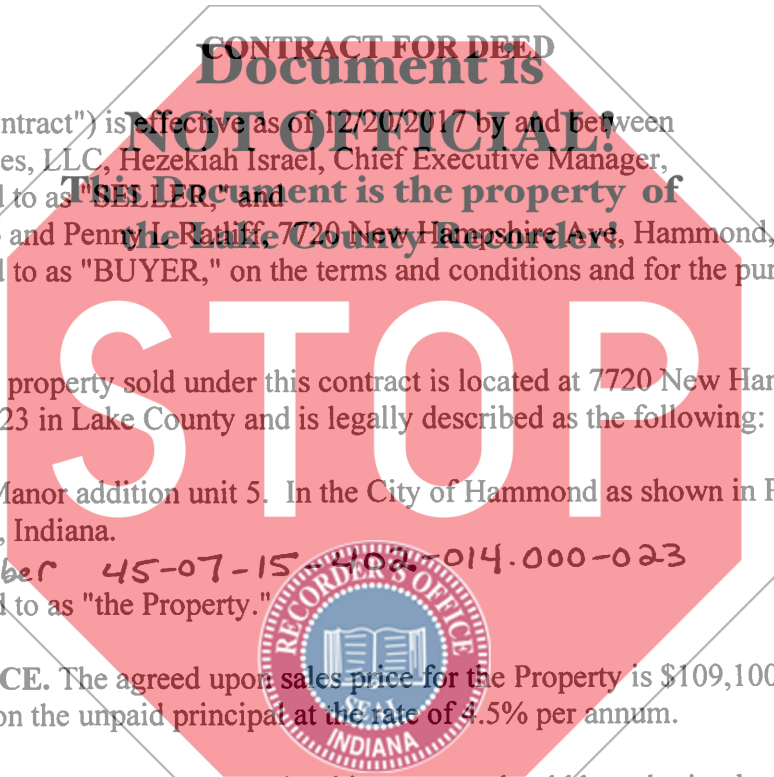 CONTRACT FOR DEED
Document is
ntract") is effective as of 12/20/2017 by and between
NOT OFFICIAL!
es, LLC, Hezekiah Israel, Chief Executive Manager,
d to as "SELLER," and
This Document is the property of
and Penny L Ratliff, 7720 New Hampshire Ave, Hammond,
the Lake County Recorder!
d to as "BUYER," on the terms and conditions and for the pur
STOP
property sold under this contract is located at 7720 New Ham
23 in Lake County and is legally described as the following:
Manor addition unit 5. In the City of Hammond as shown in
, Indiana.
ber 45-07-15-402-014.000-023
d to as "the Property."
RECORDER'S OFFICE
SEAL
INDIANA
CE. The agreed upon sales price for the Property is $109,100
on the unpaid principal at the rate of 4.5% per annum.